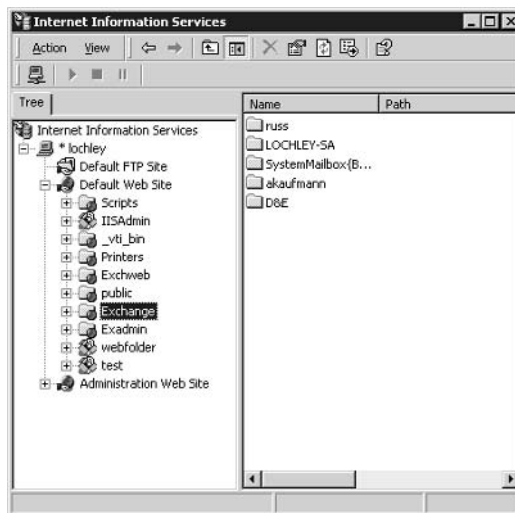 Internet Information Services
Action View
Tree
Name Path
Internet Information Services
* lochley
Default FTP Site
Default Web Site
Scripts
IISAdmin
_vti_bin
Printers
Exchweb
public
Exchange
Exadmin
webfolder
test
Administration Web Site
russ
LOCHLEY-SA
SystemMailbox{B...
akaufmann
D&E